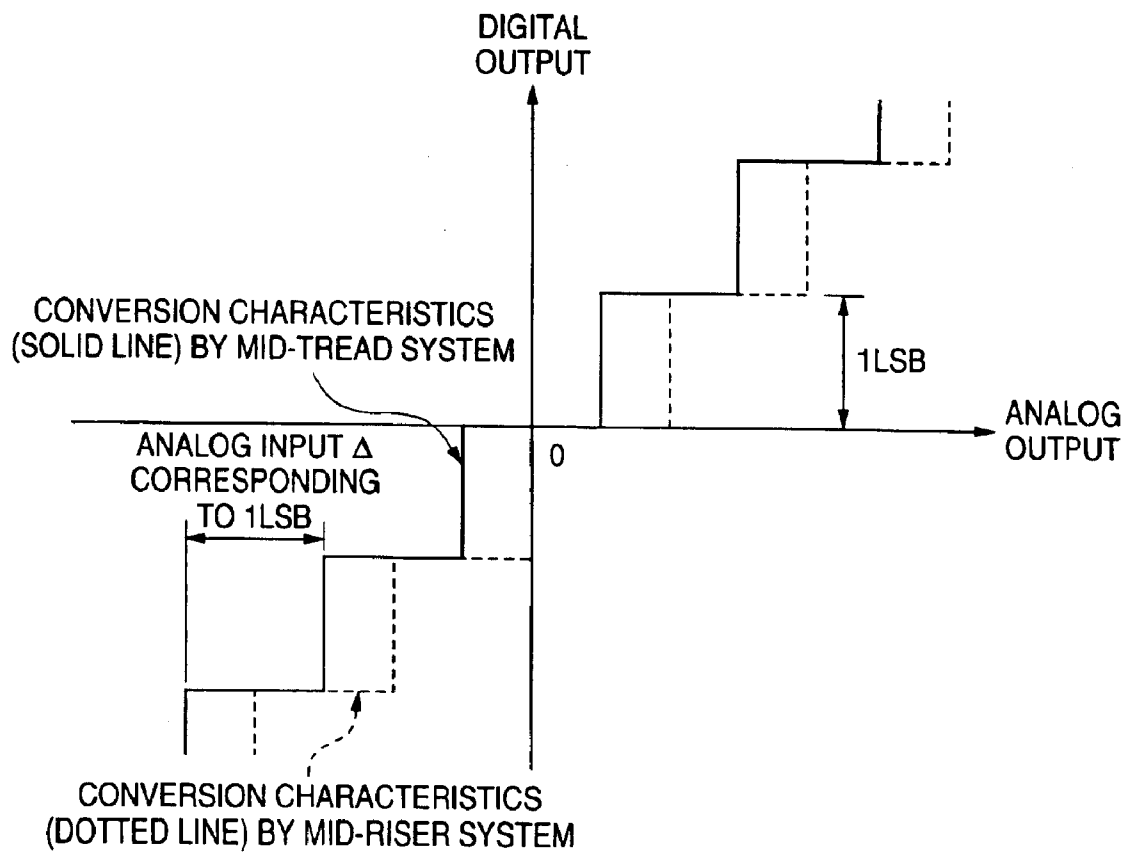 DIGITAL
OUTPUT
CONVERSION CHARACTERISTICS
(SOLID LINE) BY MID-TREAD SYSTEM
1LSB
ANALOG
OUTPUT
0
ANALOG INPUT Δ
CORRESPONDING
TO 1LSB
CONVERSION CHARACTERISTICS
(DOTTED LINE) BY MID-RISER SYSTEM